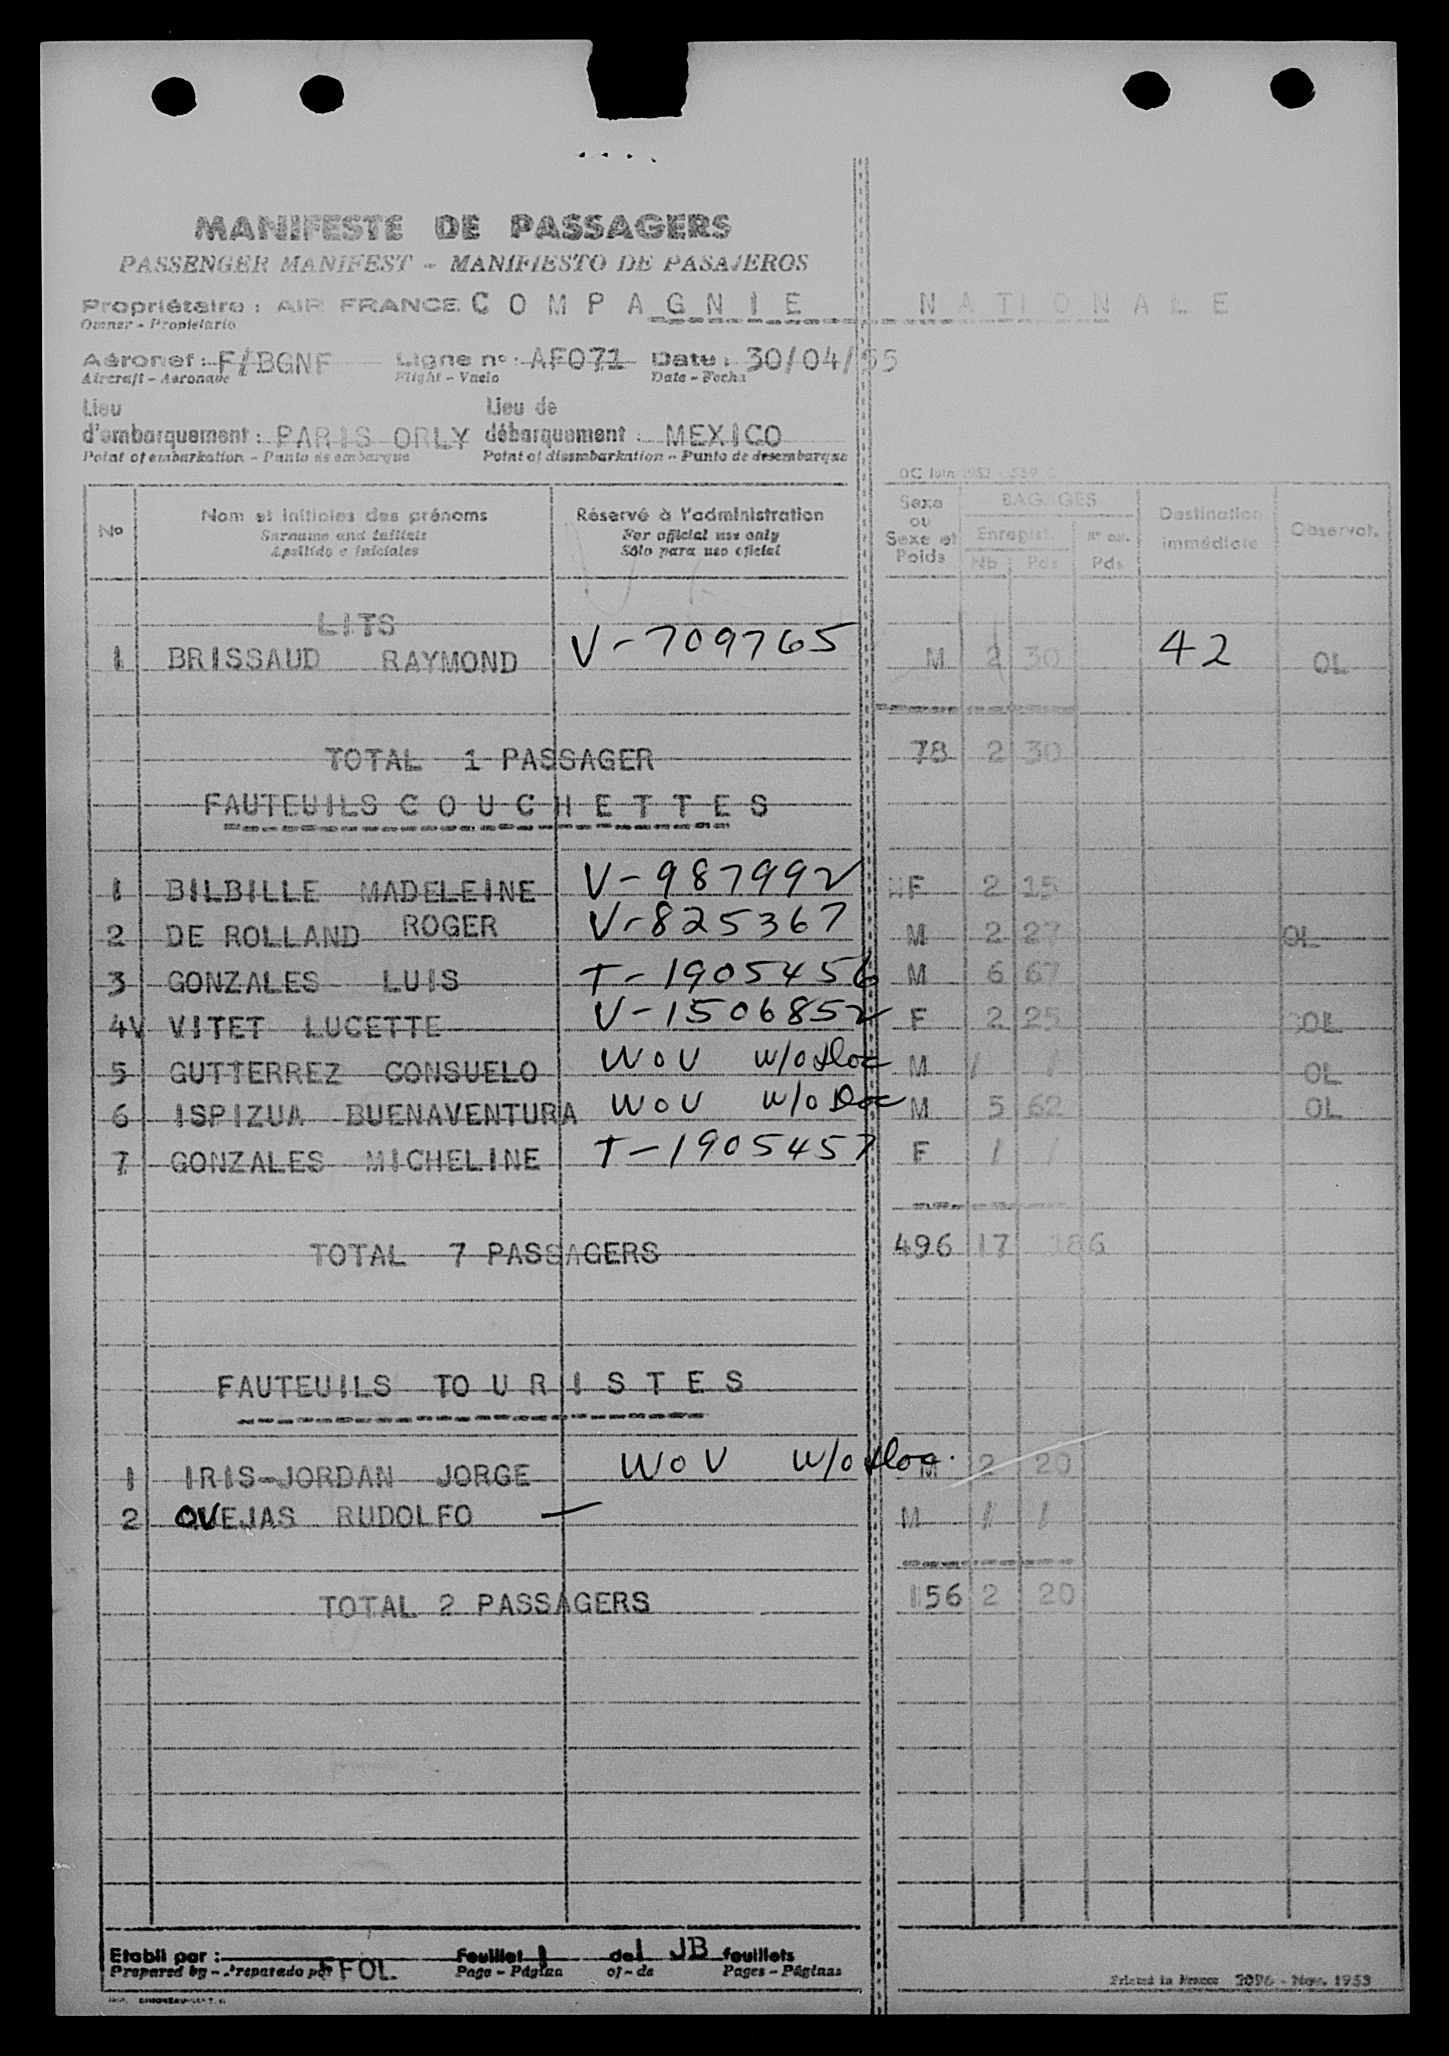 MANIFESTE DE PASSAGERS
PASSENGER MANIFEST - MANIFIESTO DE PASAJEROS
Propriétaire : AIR FRANCE COMPAGNIE NATIONALE
Owner - Propietario
Aéronef : F/BGNF Ligne n° : AF071 Date : 30/04/55
Aircraft - Aeronave Flight - Vuelo Date - Fecha
Lieu Lieu de
d'embarquement : PARIS ORLY débarquement : MEXICO
Point of embarkation - Punto de embarque Point of disembarkation - Punto de desembarque
N° Nom et initiales des prénoms Réservé à l'administration Sexe ou Sexe et Poids BAGAGES Destination immédiate Observat.
Surname and initials For official use only Enregist.
Apellido e iniciales Sólo para uso oficial Nb Pds Pds
LITS
1 BRISSAUD RAYMOND V-709765 M 2 30 42 OL
TOTAL 1 PASSAGER 78 2 30
FAUTEUILS COUCHETTES
1 BILBILLE MADELEINE V-987992 F 2 15
2 DE ROLLAND ROGER V-825367 M 2 27 OL
3 GONZALES LUIS T-1905456 M 6 67
4V VITET LUCETTE V-1506852 F 2 25 OL
5 GUTTERREZ CONSUELO WOV w/o doc M / / OL
6 ISPIZUA BUENAVENTURA WOV w/o Doc M 5 62 OL
7 GONZALES MICHELINE T-1905457 F / /
TOTAL 7 PASSAGERS 496 17 186
FAUTEUILS TOURISTES
1 IRIS-JORDAN JORGE WOV w/o doc. M 2 20
2 OVEJAS RUDOLFO — M / /
TOTAL 2 PASSAGERS 156 2 20
Etabli par : FFOL Feuillet 1 de 1 JB feuillets
Prepared by - Preparado por Page - Página of - de Pages - Páginas
Printed in France 2096 - Nov. 1953